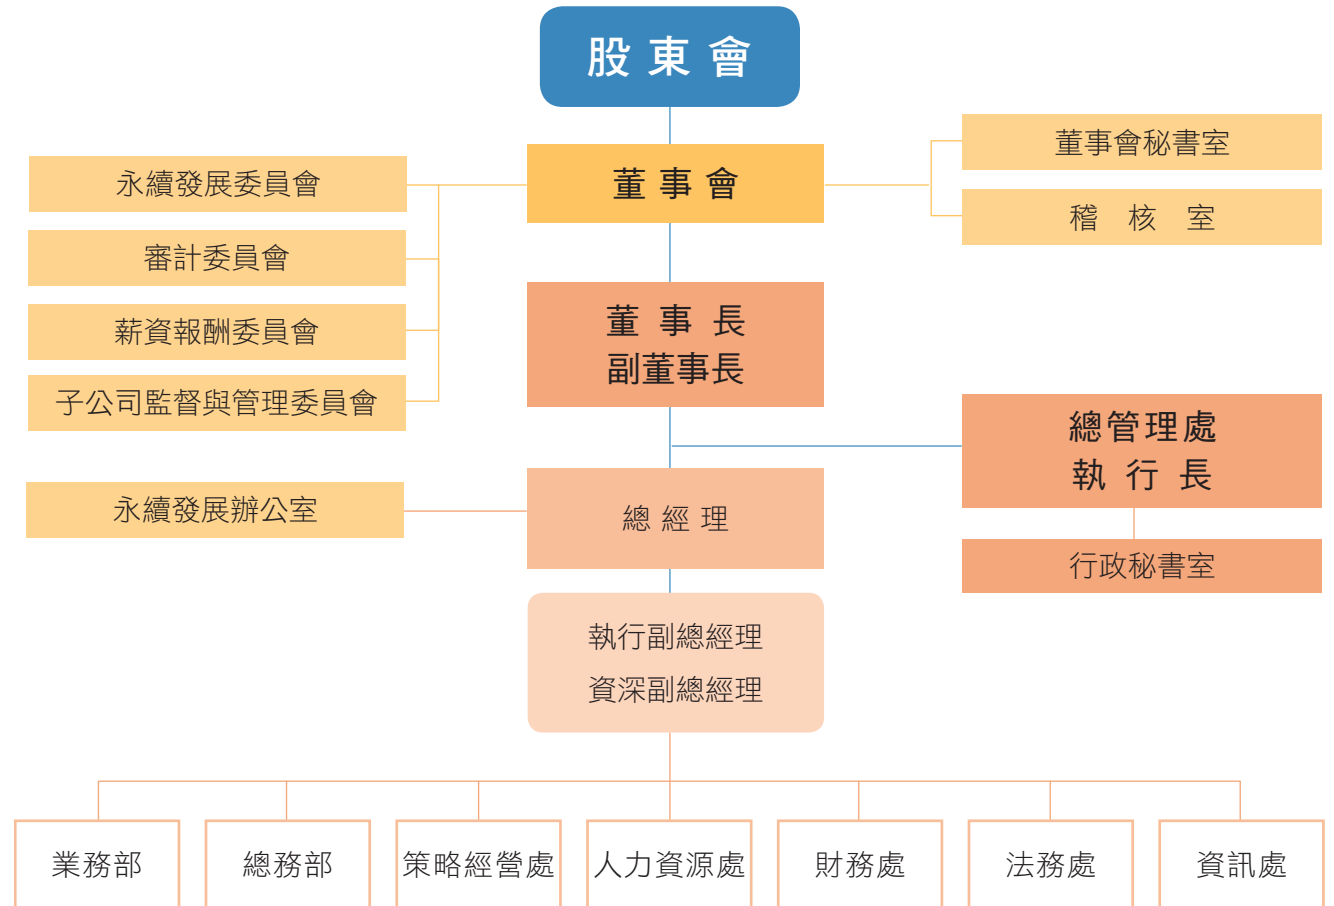 股東會
董事會
董事會秘書室
稽核室
永續發展委員會
審計委員會
薪資報酬委員會
子公司監督與管理委員會
董事長
副董事長
總管理處
執行長
行政秘書室
永續發展辦公室
總經理
執行副總經理
資深副總經理
業務部
總務部
策略經營處
人力資源處
財務處
法務處
資訊處